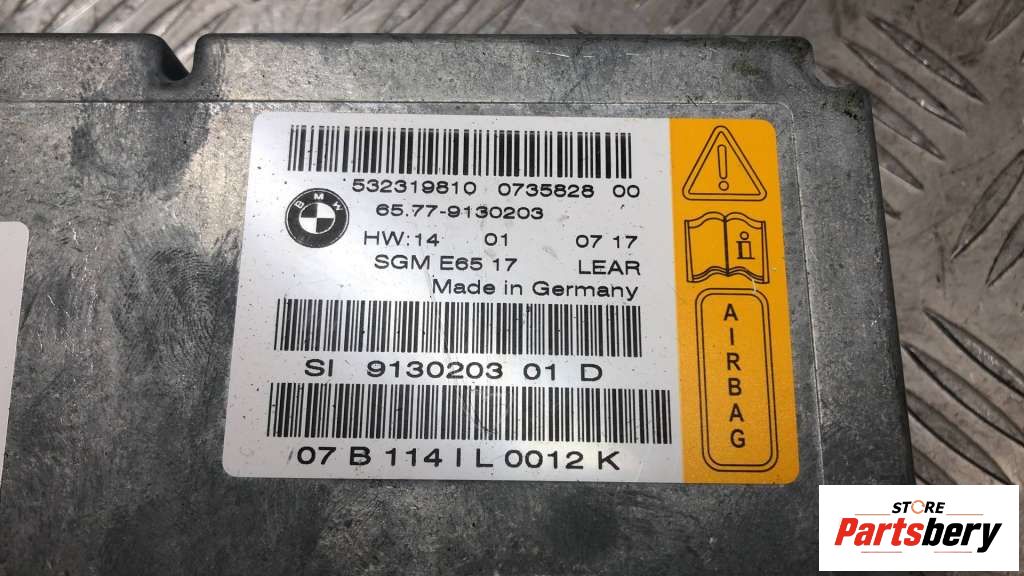 532319810 0735828 00
BMW
65.77-9130203
HW:14 01 07 17
SGM E65 17 LEAR
Made in Germany
SI 9130203 01 D
07 B 114 I L 0012 K
AIRBAG
STORE
Partsbery